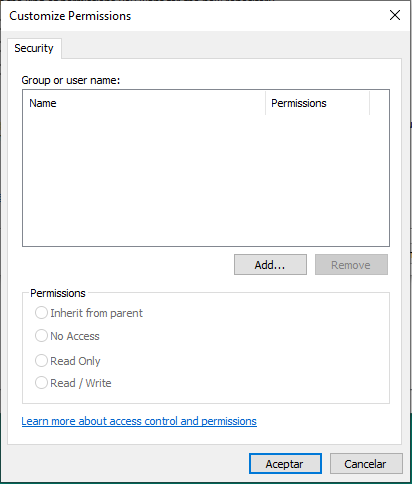 Customize Permissions
Security
Group or user name:
Name Permissions
Add... Remove
Permissions
Inherit from parent
No Access
Read Only
Read / Write
Learn more about access control and permissions
Aceptar Cancelar